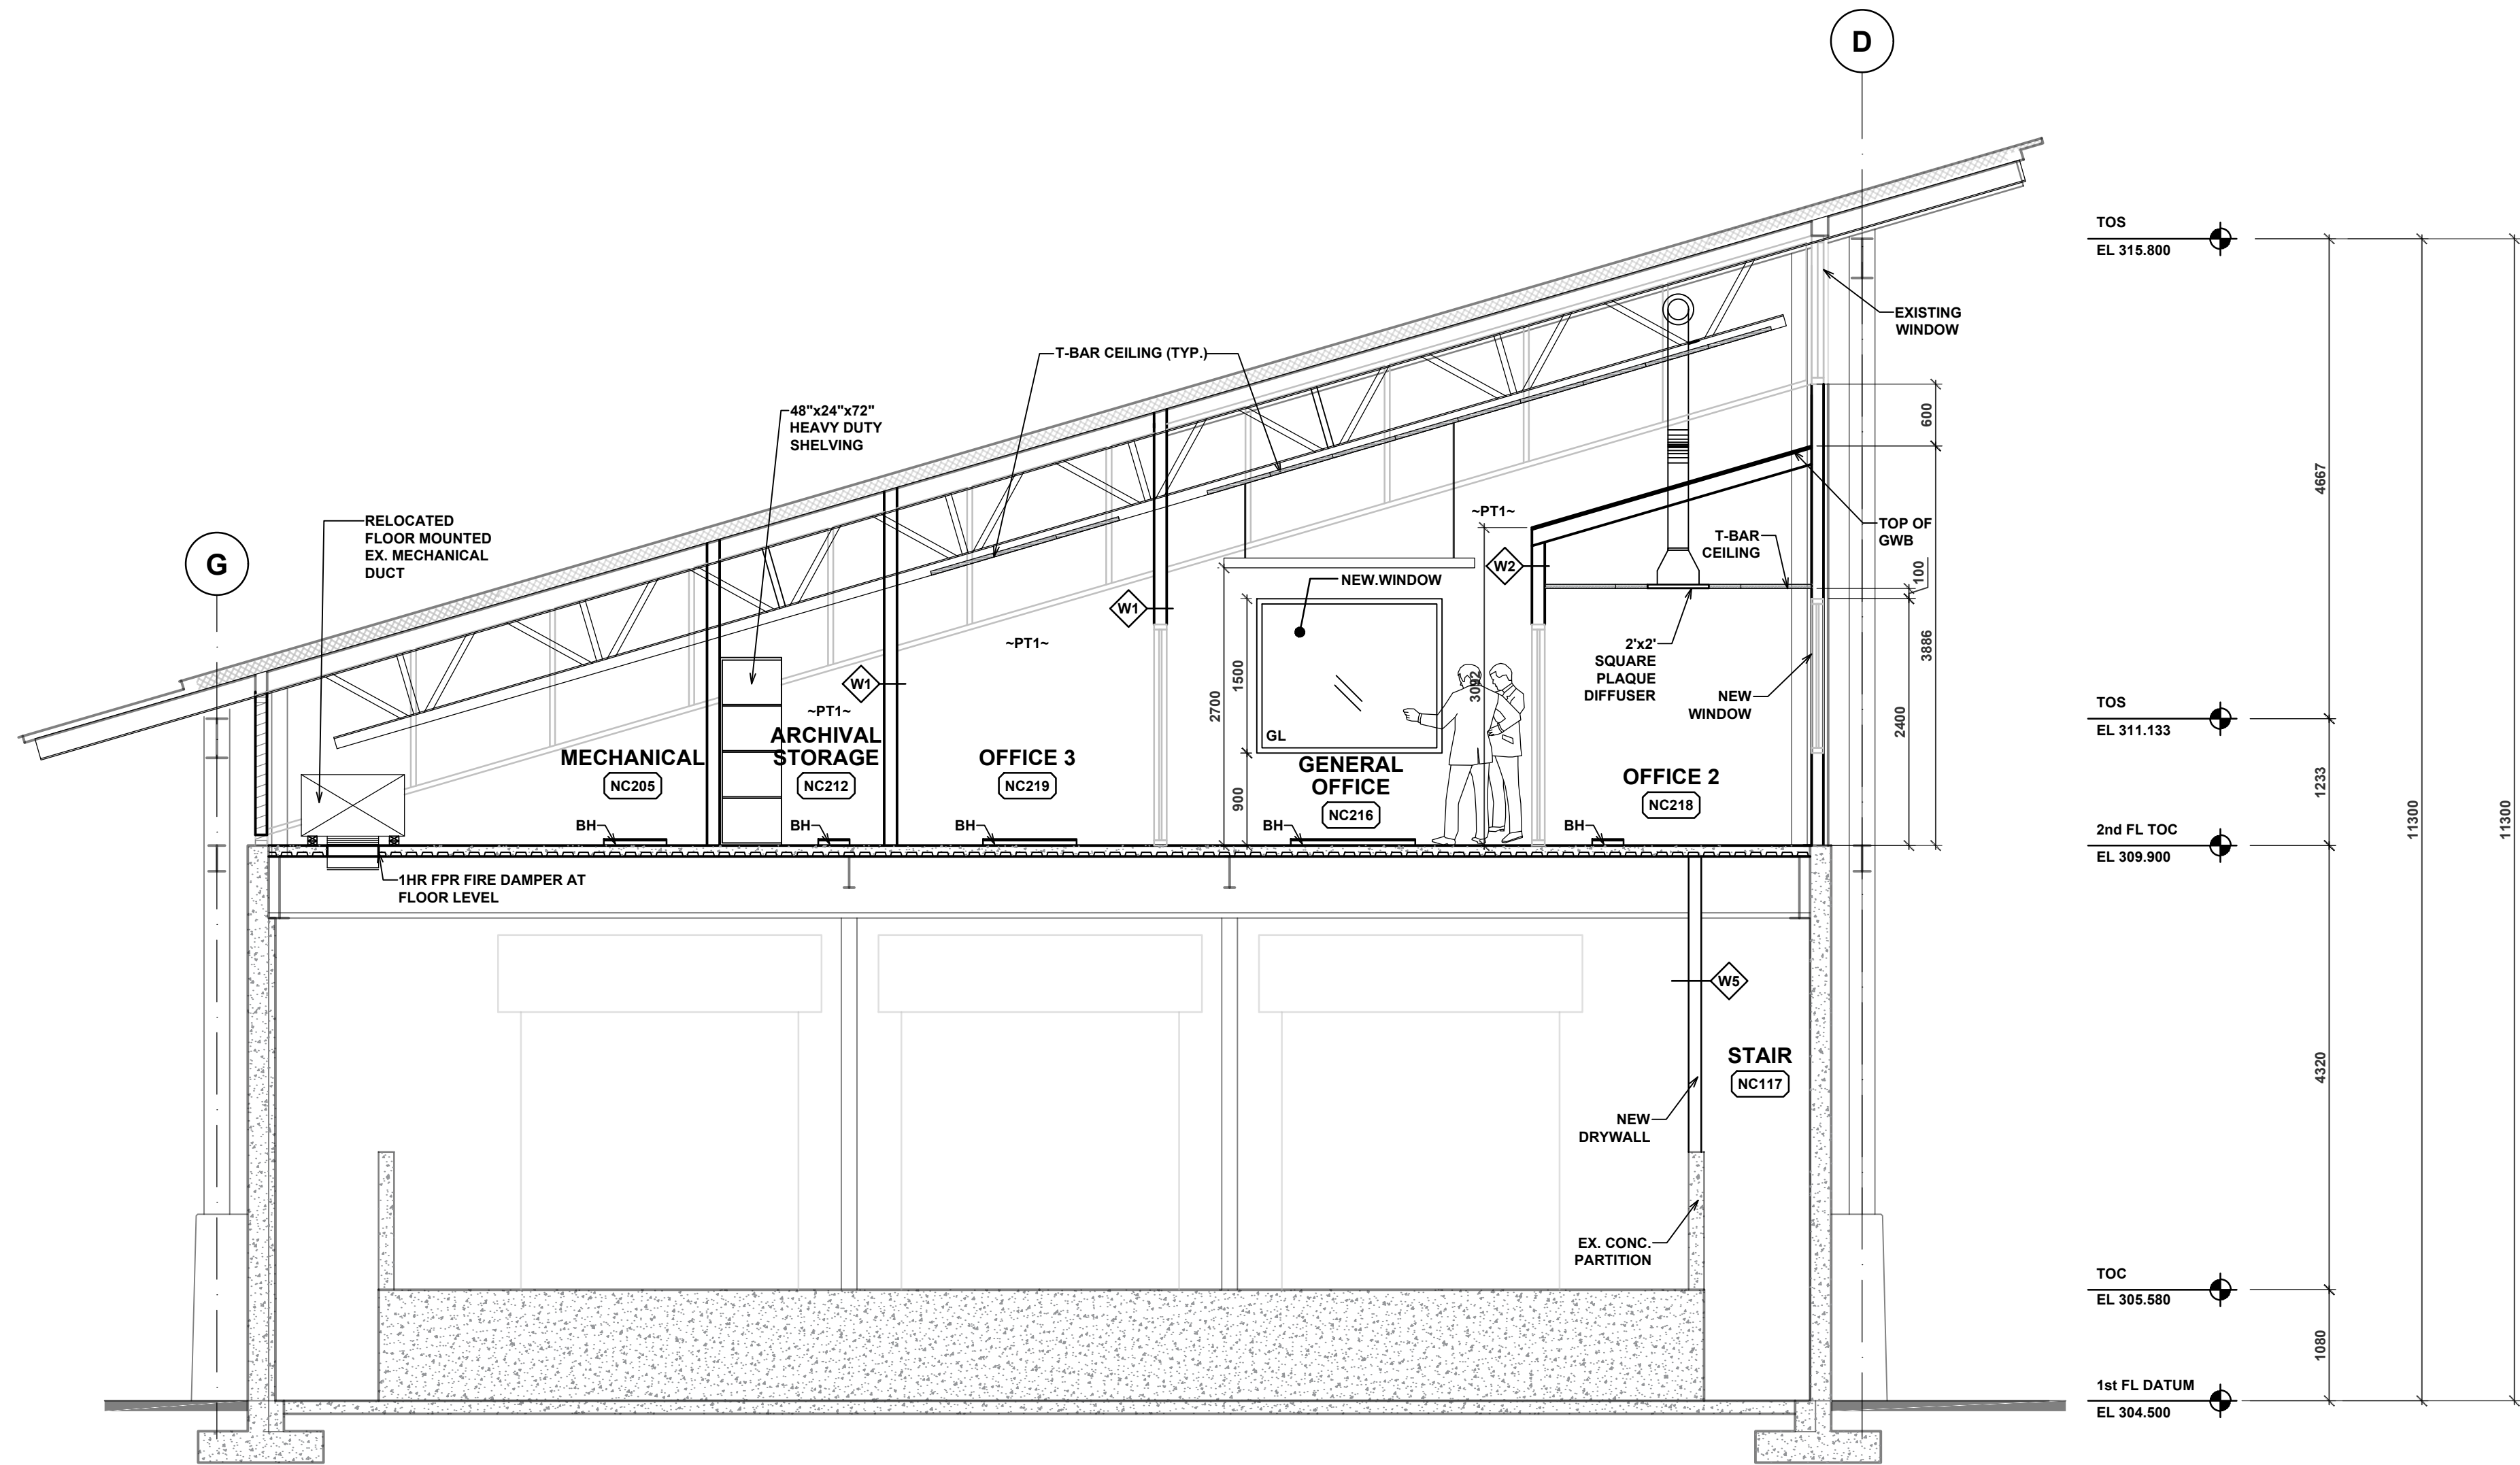 D
TOS
EL 315.800
EXISTING
WINDOW
T-BAR CEILING (TYP.)
48"x24"x72"
HEAVY DUTY
SHELVING
600
4667
RELOCATED
FLOOR MOUNTED
EX. MECHANICAL
DUCT
G
~PT1~
W2
T-BAR
CEILING
TOP OF
GWB
100
NEW.WINDOW
W1
~PT1~
2'x2'
SQUARE
PLAQUE
DIFFUSER
3886
1500
2700
3092
W1
~PT1~
NEW
WINDOW
2400
GL
TOS
EL 311.133
MECHANICAL
NC205
ARCHIVAL
STORAGE
NC212
OFFICE 3
NC219
GENERAL
OFFICE
NC216
OFFICE 2
NC218
900
1233
11300
11300
BH
BH
BH
BH
BH
2nd FL TOC
EL 309.900
1HR FPR FIRE DAMPER AT
FLOOR LEVEL
W5
STAIR
NC117
4320
NEW
DRYWALL
EX. CONC.
PARTITION
TOC
EL 305.580
1080
1st FL DATUM
EL 304.500